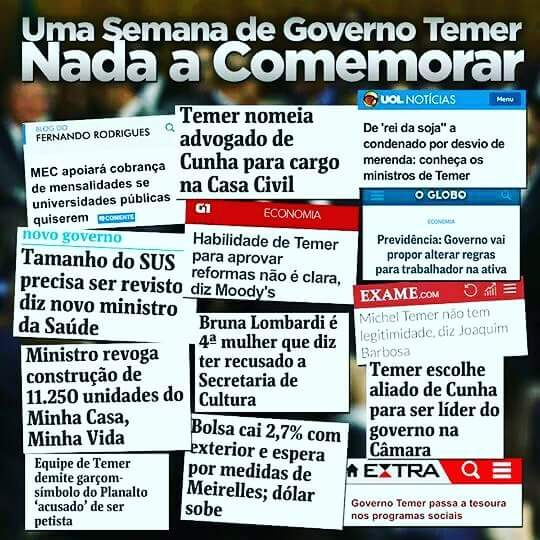 Uma Semana de Governo Temer
Nada a Comemorar
BLOG DO
FERNANDO RODRIGUES
MEC apoiará cobrança
de mensalidades se
universidades públicas
quiserem
COMENTE
Temer nomeia
advogado de
Cunha para cargo
na Casa Civil
UOL NOTÍCIAS
Menu
De 'rei da soja" a
condenado por desvio de
merenda: conheça os
ministros de Temer
novo governo
Tamanho do SUS
precisa ser revisto
diz novo ministro
da Saúde
G1
ECONOMIA
Habilidade de Temer
para aprovar
reformas não é clara,
diz Moody's
O GLOBO
ECONOMIA
Previdência: Governo vai
propor alterar regras
para trabalhador na ativa
EXAME.COM
Michel Temer não tem
legitimidade, diz Joaquim
Barbosa
Ministro revoga
construção de
11.250 unidades do
Minha Casa,
Minha Vida
Bruna Lombardi é
4ª mulher que diz
ter recusado a
Secretaria de
Cultura
Temer escolhe
aliado de Cunha
para ser líder do
governo na
Câmara
Equipe de Temer
demite garçom-
símbolo do Planalto
'acusado' de ser
petista
Bolsa cai 2,7% com
exterior e espera
por medidas de
Meirelles; dólar
sobe
EXTRA
Governo Temer passa a tesoura
nos programas sociais